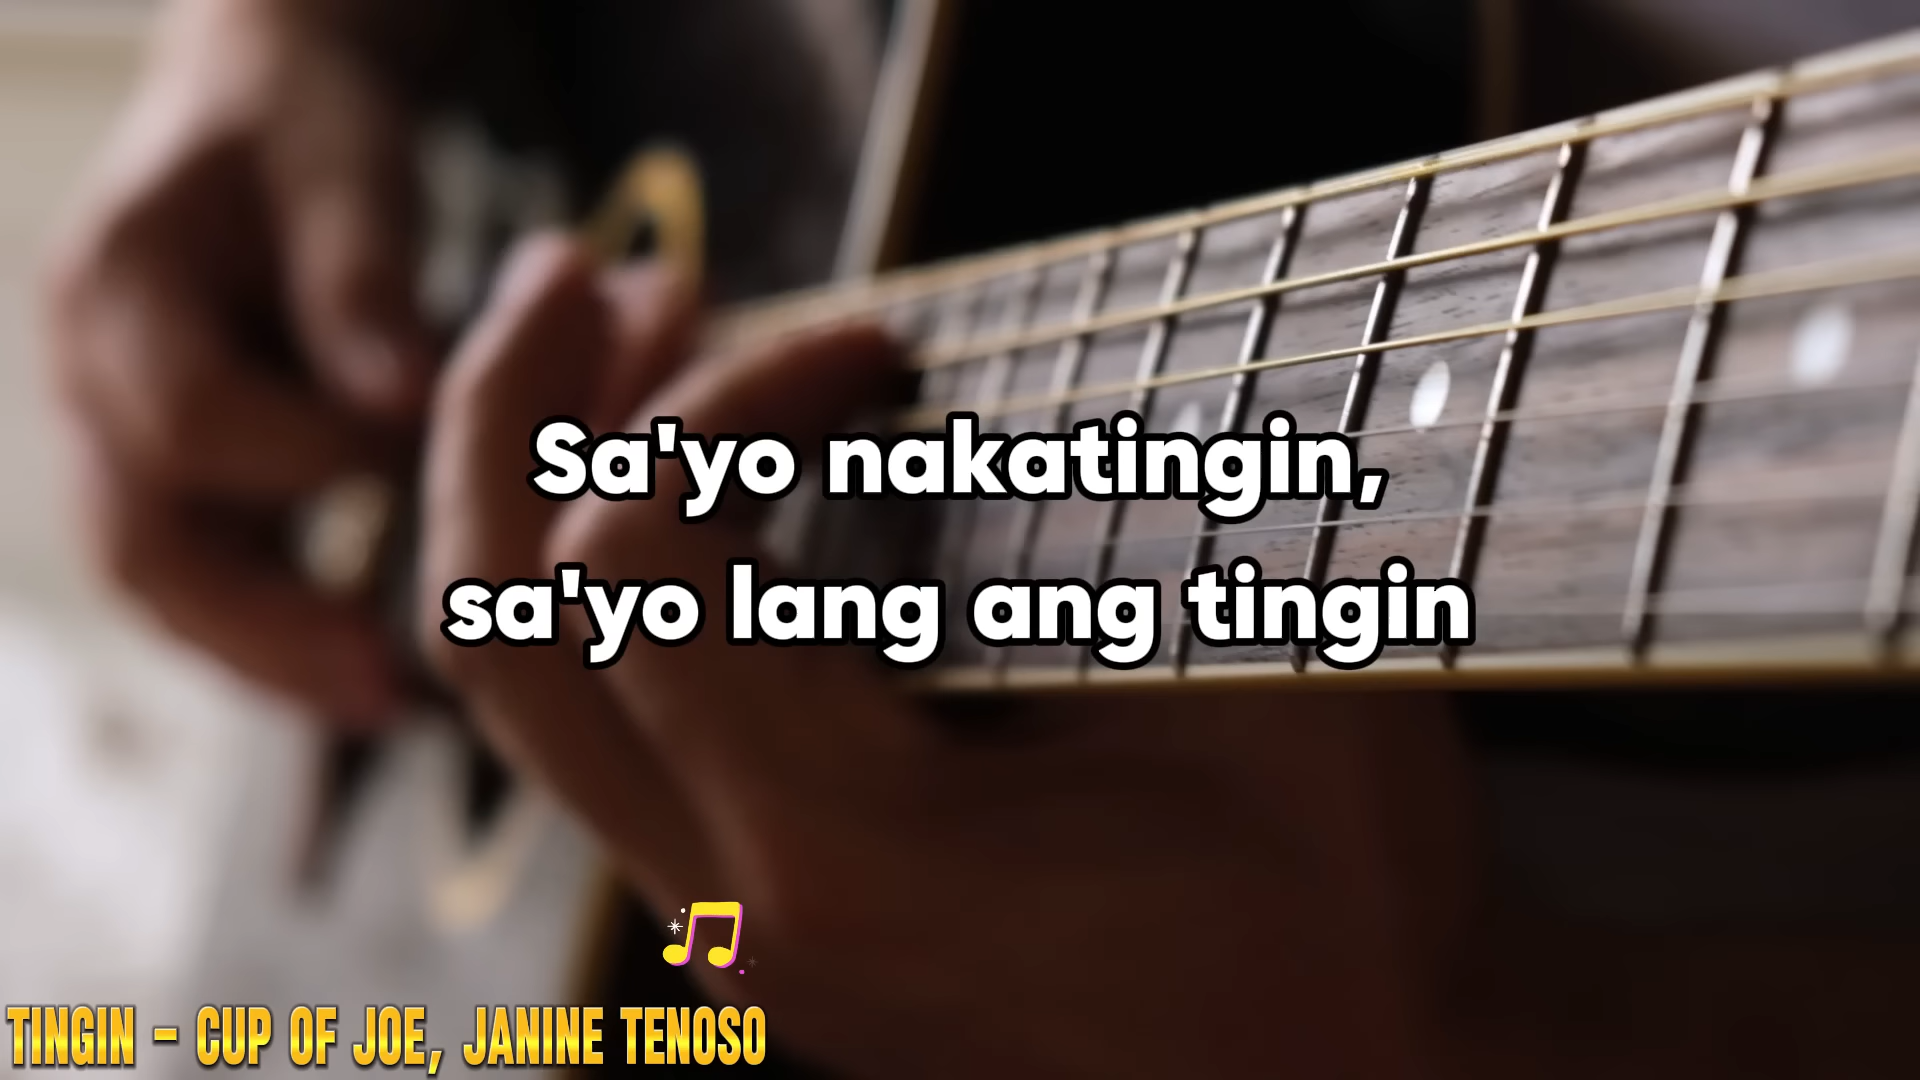 Sa'yo nakatingin,
sa'yo lang ang tingin
TINGIN - CUP OF JOE, JANINE TENOSO